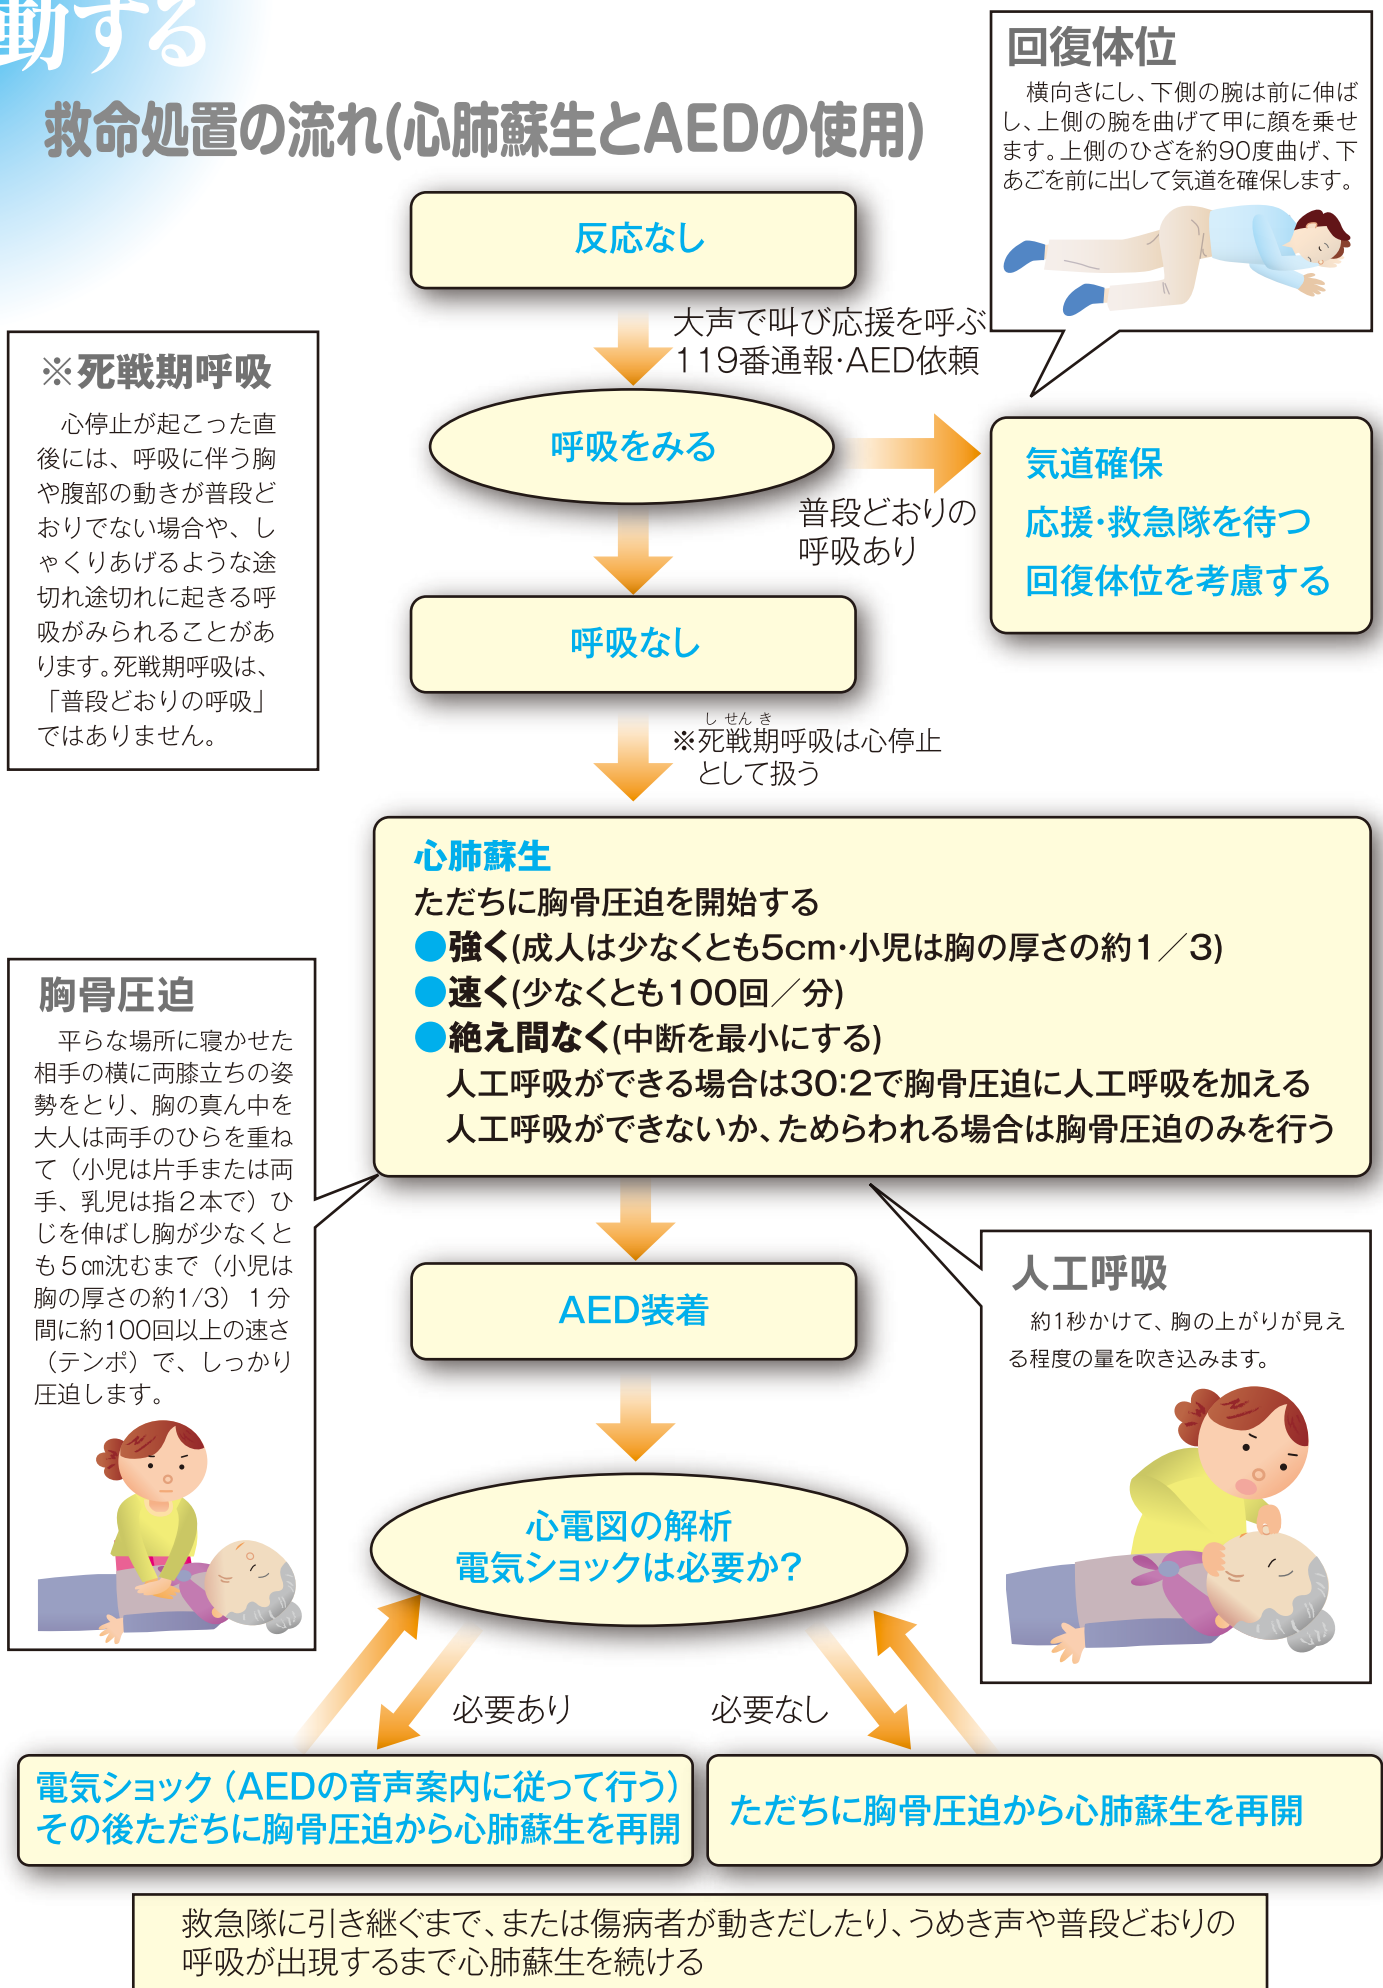 動する
救命処置の流れ(心肺蘇生とAEDの使用)
回復体位
横向きにし、下側の腕は前に伸ば
し、上側の腕を曲げて甲に顔を乗せ
ます。上側のひざを約90度曲げ、下
あごを前に出して気道を確保します。
反応なし
大声で叫び応援を呼ぶ
119番通報・AED依頼
※死戦期呼吸
心停止が起こった直
後には、呼吸に伴う胸
や腹部の動きが普段ど
おりでない場合や、し
ゃくりあげるような途
切れ途切れに起きる呼
吸がみられることがあ
ります。死戦期呼吸は、
「普段どおりの呼吸」
ではありません。
呼吸をみる
普段どおりの
呼吸あり
気道確保
応援・救急隊を待つ
回復体位を考慮する
呼吸なし
しせんき
※死戦期呼吸は心停止
として扱う
心肺蘇生
ただちに胸骨圧迫を開始する
●強く(成人は少なくとも5cm・小児は胸の厚さの約1／3)
●速く(少なくとも100回／分)
●絶え間なく(中断を最小にする)
人工呼吸ができる場合は30:2で胸骨圧迫に人工呼吸を加える
人工呼吸ができないか、ためらわれる場合は胸骨圧迫のみを行う
胸骨圧迫
平らな場所に寝かせた
相手の横に両膝立ちの姿
勢をとり、胸の真ん中を
大人は両手のひらを重ね
て（小児は片手または両
手、乳児は指２本で）ひ
じを伸ばし胸が少なくと
も５㎝沈むまで（小児は
胸の厚さの約1/3）１分
間に約100回以上の速さ
（テンポ）で、しっかり
圧迫します。
AED装着
人工呼吸
約1秒かけて、胸の上がりが見え
る程度の量を吹き込みます。
心電図の解析
電気ショックは必要か?
必要あり
必要なし
電気ショック（AEDの音声案内に従って行う）
その後ただちに胸骨圧迫から心肺蘇生を再開
ただちに胸骨圧迫から心肺蘇生を再開
救急隊に引き継ぐまで、または傷病者が動きだしたり、うめき声や普段どおりの
呼吸が出現するまで心肺蘇生を続ける